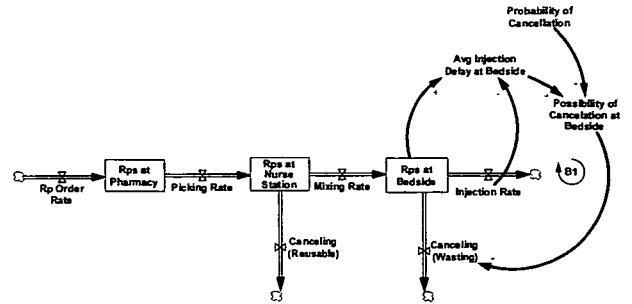 Probability of
Cancellation
Avg Injection
Delay at Bedside
Possibility of
Cancelation at
Bedside
Rps at
Pharmacy
Rps at
Nurse
Station
Rps at
Bedside
Rp Order
Rate
Picking Rate
Mixing Rate
Injection Rate
B1
Canceling
(Reusable)
Canceling
(Wasting)